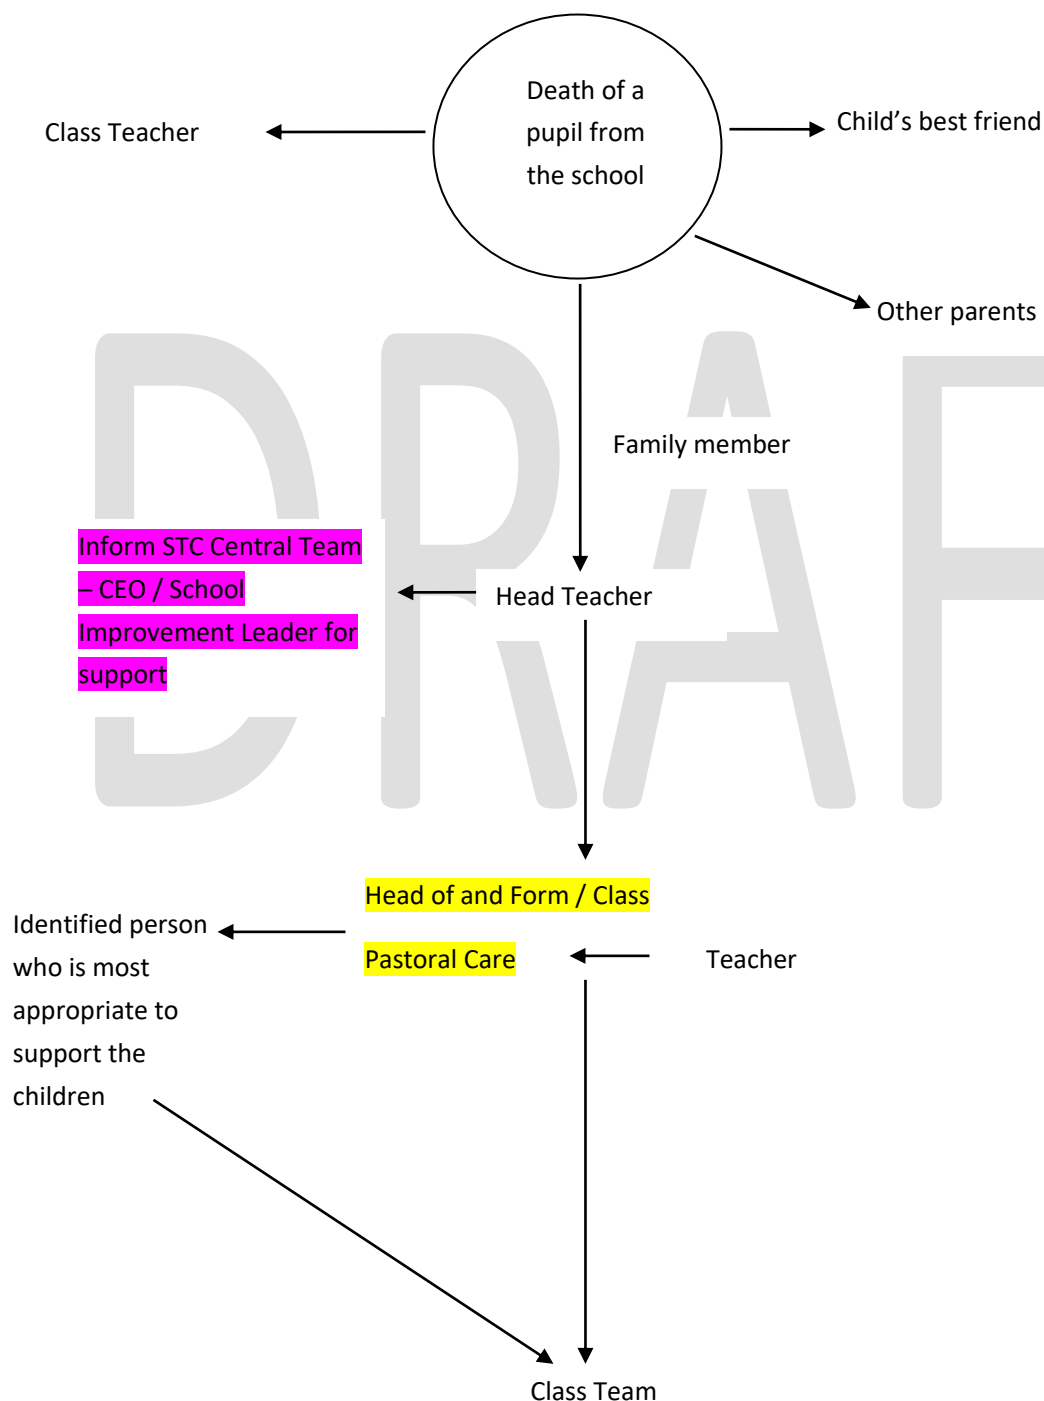 Death of a
pupil from
the school
Class Teacher
Child’s best friend
Other parents
Family member
Inform STC Central Team
– CEO / School
Improvement Leader for
support
Head Teacher
Head of and Form / Class
Pastoral Care
Teacher
Identified person
who is most
appropriate to
support the
children
Class Team
DRAF